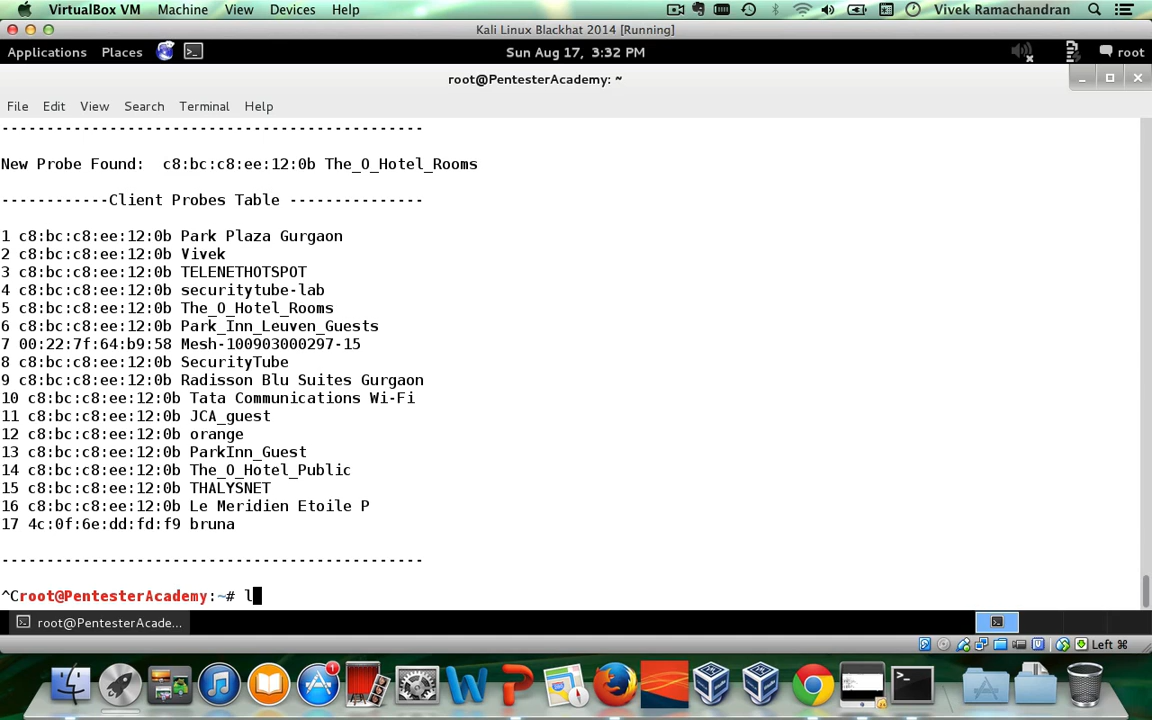 VirtualBox VM Machine View Devices Help Vivek Ramachandran
Kali Linux Blackhat 2014 [Running]
Applications Places Sun Aug 17, 3:32 PM root
root@PentesterAcademy: ~
File Edit View Search Terminal Help
-----------------------------------------------
New Probe Found:  c8:bc:c8:ee:12:0b The_O_Hotel_Rooms
------------Client Probes Table ---------------
1 c8:bc:c8:ee:12:0b Park Plaza Gurgaon
2 c8:bc:c8:ee:12:0b Vivek
3 c8:bc:c8:ee:12:0b TELENETHOTSPOT
4 c8:bc:c8:ee:12:0b securitytube-lab
5 c8:bc:c8:ee:12:0b The_O_Hotel_Rooms
6 c8:bc:c8:ee:12:0b Park_Inn_Leuven_Guests
7 00:22:7f:64:b9:58 Mesh-100903000297-15
8 c8:bc:c8:ee:12:0b SecurityTube
9 c8:bc:c8:ee:12:0b Radisson Blu Suites Gurgaon
10 c8:bc:c8:ee:12:0b Tata Communications Wi-Fi
11 c8:bc:c8:ee:12:0b JCA_guest
12 c8:bc:c8:ee:12:0b orange
13 c8:bc:c8:ee:12:0b ParkInn_Guest
14 c8:bc:c8:ee:12:0b The_O_Hotel_Public
15 c8:bc:c8:ee:12:0b THALYSNET
16 c8:bc:c8:ee:12:0b Le Meridien Etoile P
17 4c:0f:6e:dd:fd:f9 bruna
-----------------------------------------------
^Croot@PentesterAcademy:~# l
root@PentesterAcade...
Left ⌘
1